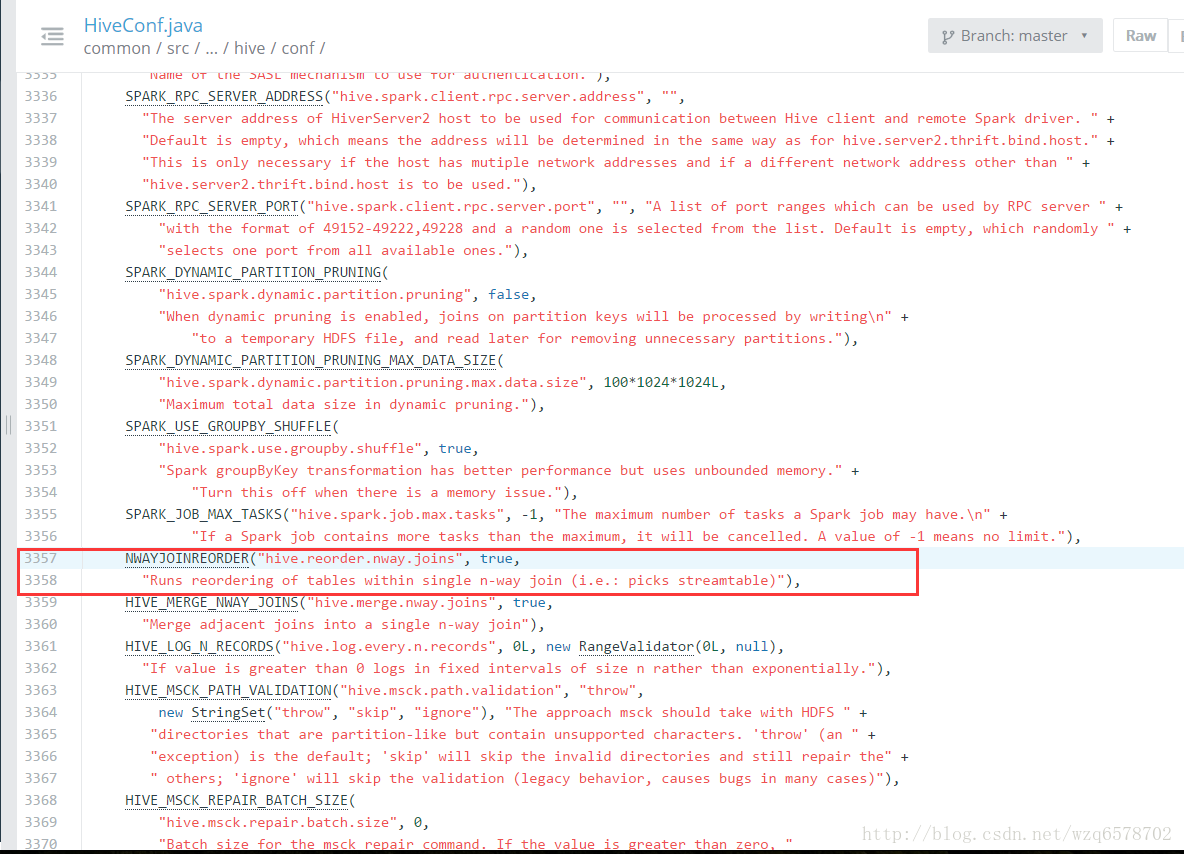 HiveConf.java
common / src / ... / hive / conf /
Branch: master
Raw
3335 "Name of the SASL mechanism to use for authentication."),
3336 SPARK_RPC_SERVER_ADDRESS("hive.spark.client.rpc.server.address", "",
3337 "The server address of HiverServer2 host to be used for communication between Hive client and remote Spark driver. " +
3338 "Default is empty, which means the address will be determined in the same way as for hive.server2.thrift.bind.host." +
3339 "This is only necessary if the host has mutiple network addresses and if a different network address other than " +
3340 "hive.server2.thrift.bind.host is to be used."),
3341 SPARK_RPC_SERVER_PORT("hive.spark.client.rpc.server.port", "", "A list of port ranges which can be used by RPC server " +
3342 "with the format of 49152-49222,49228 and a random one is selected from the list. Default is empty, which randomly " +
3343 "selects one port from all available ones."),
3344 SPARK_DYNAMIC_PARTITION_PRUNING(
3345 "hive.spark.dynamic.partition.pruning", false,
3346 "When dynamic pruning is enabled, joins on partition keys will be processed by writing\n" +
3347 "to a temporary HDFS file, and read later for removing unnecessary partitions."),
3348 SPARK_DYNAMIC_PARTITION_PRUNING_MAX_DATA_SIZE(
3349 "hive.spark.dynamic.partition.pruning.max.data.size", 100*1024*1024L,
3350 "Maximum total data size in dynamic pruning."),
3351 SPARK_USE_GROUPBY_SHUFFLE(
3352 "hive.spark.use.groupby.shuffle", true,
3353 "Spark groupByKey transformation has better performance but uses unbounded memory." +
3354 "Turn this off when there is a memory issue."),
3355 SPARK_JOB_MAX_TASKS("hive.spark.job.max.tasks", -1, "The maximum number of tasks a Spark job may have.\n" +
3356 "If a Spark job contains more tasks than the maximum, it will be cancelled. A value of -1 means no limit."),
3357 NWAYJOINREORDER("hive.reorder.nway.joins", true,
3358 "Runs reordering of tables within single n-way join (i.e.: picks streamtable)"),
3359 HIVE_MERGE_NWAY_JOINS("hive.merge.nway.joins", true,
3360 "Merge adjacent joins into a single n-way join"),
3361 HIVE_LOG_N_RECORDS("hive.log.every.n.records", 0L, new RangeValidator(0L, null),
3362 "If value is greater than 0 logs in fixed intervals of size n rather than exponentially."),
3363 HIVE_MSCK_PATH_VALIDATION("hive.msck.path.validation", "throw",
3364 new StringSet("throw", "skip", "ignore"), "The approach msck should take with HDFS " +
3365 "directories that are partition-like but contain unsupported characters. 'throw' (an " +
3366 "exception) is the default; 'skip' will skip the invalid directories and still repair the" +
3367 " others; 'ignore' will skip the validation (legacy behavior, causes bugs in many cases)"),
3368 HIVE_MSCK_REPAIR_BATCH_SIZE(
3369 "hive.msck.repair.batch.size", 0,
3370 "Batch size for the msck repair command. If the value is greater than zero, "
http://blog.csdn.net/wzq6578702